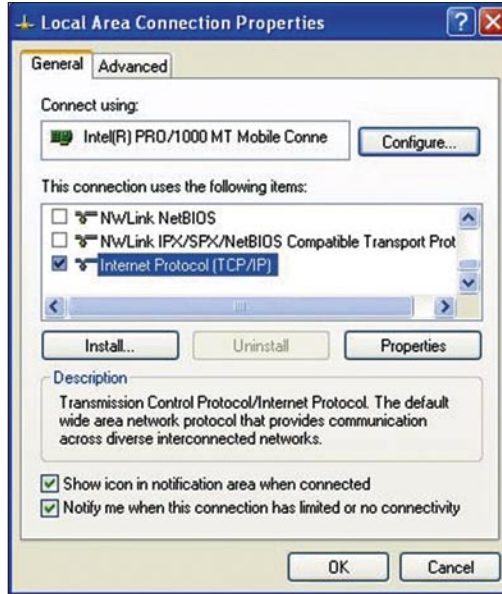 Local Area Connection Properties
General Advanced
Connect using:
Intel(R) PRO/1000 MT Mobile Conne
Configure...
This connection uses the following items:
NWLink NetBIOS
NWLink IPX/SPX/NetBIOS Compatible Transport Prot
Internet Protocol (TCP/IP)
Install... Uninstall Properties
Description
Transmission Control Protocol/Internet Protocol. The default
wide area network protocol that provides communication
across diverse interconnected networks.
Show icon in notification area when connected
Notify me when this connection has limited or no connectivity
OK Cancel